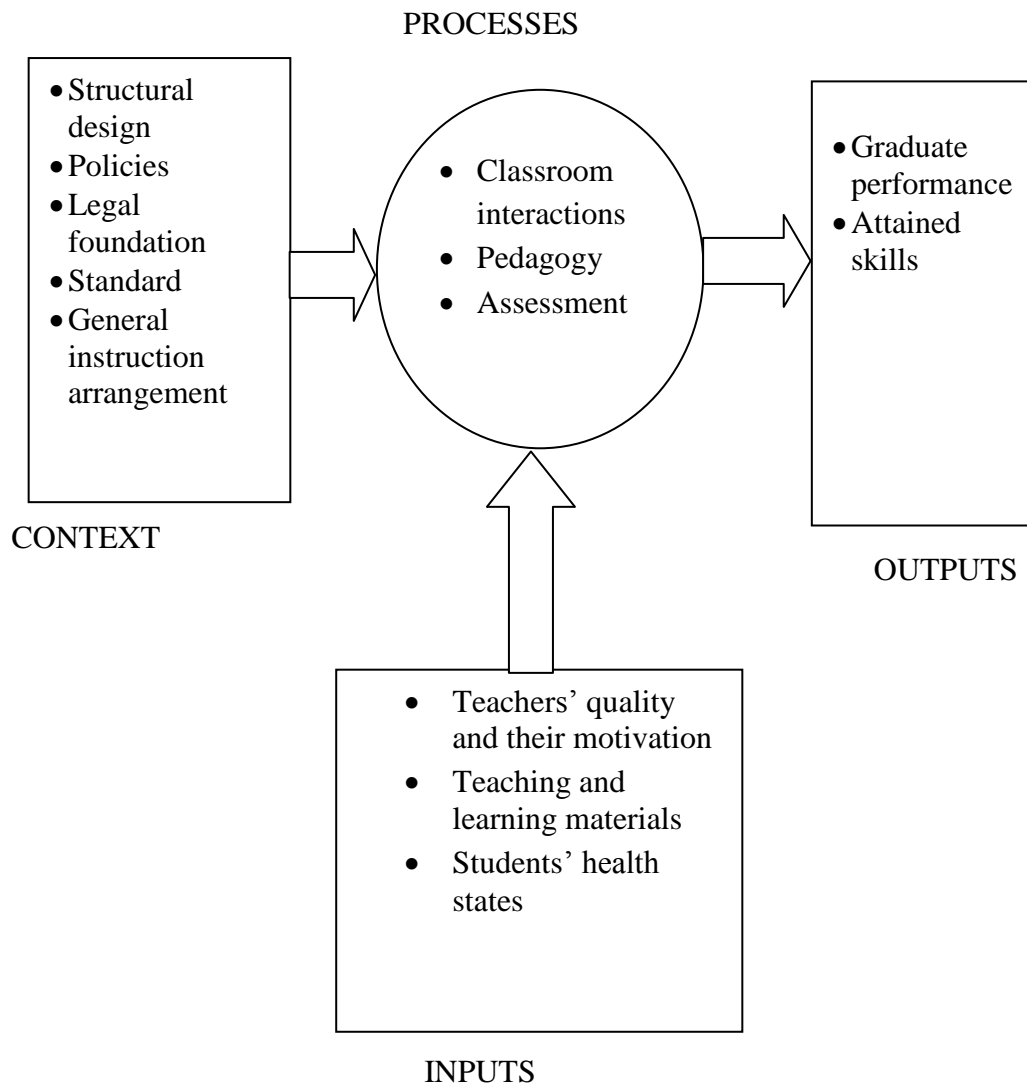 PROCESSES
• Structural
design
• Policies
• Legal
foundation
• Standard
• General
instruction
arrangement
CONTEXT
• Classroom
interactions
• Pedagogy
• Assessment
• Graduate
performance
• Attained
skills
OUTPUTS
• Teachers’ quality
and their motivation
• Teaching and
learning materials
• Students’ health
states
INPUTS